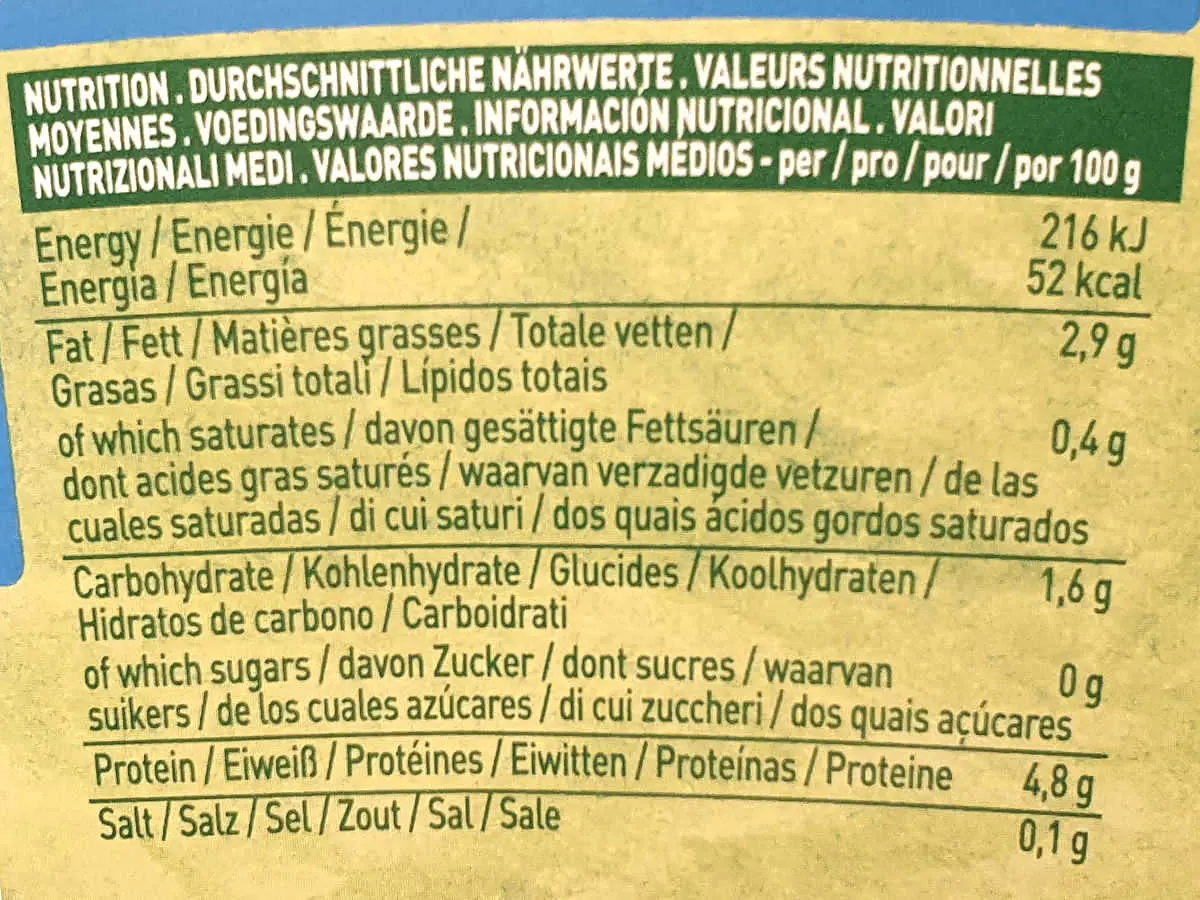 NUTRITION . DURCHSCHNITTLICHE NÄHRWERTE . VALEURS NUTRITIONNELLES
MOYENNES . VOEDINGSWAARDE . INFORMACIÓN NUTRICIONAL . VALORI
NUTRIZIONALI MEDI . VALORES NUTRICIONAIS MÉDIOS - per / pro / pour / por 100 g
Energy / Energie / Énergie / 216 kJ
Energia / Energía 52 kcal
Fat / Fett / Matières grasses / Totale vetten / 2,9 g
Grasas / Grassi totali / Lípidos totais
of which saturates / davon gesättigte Fettsäuren / 0,4 g
dont acides gras saturés / waarvan verzadigde vetzuren / de las
cuales saturadas / di cui saturi / dos quais ácidos gordos saturados
Carbohydrate / Kohlenhydrate / Glucides / Koolhydraten / 1,6 g
Hidratos de carbono / Carboidrati
of which sugars / davon Zucker / dont sucres / waarvan 0 g
suikers / de los cuales azúcares / di cui zuccheri / dos quais açúcares
Protein / Eiweiß / Protéines / Eiwitten / Proteínas / Proteine 4,8 g
Salt / Salz / Sel / Zout / Sal / Sale 0,1 g